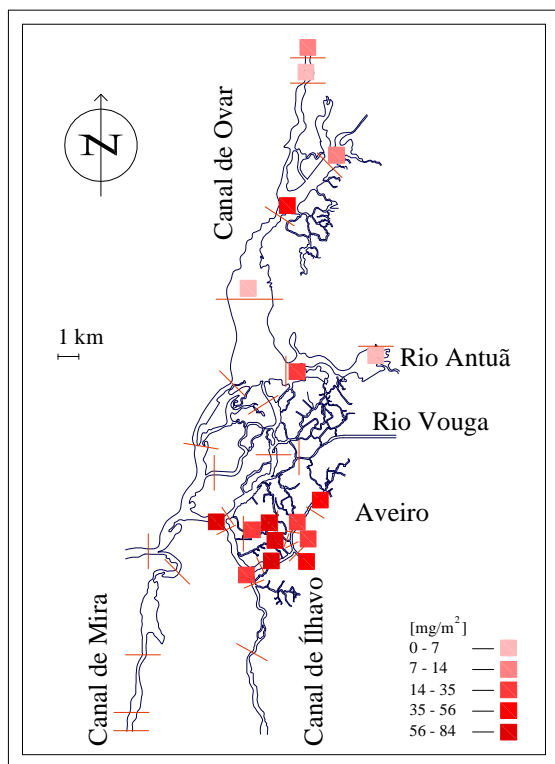 N
Canal de Ovar
1 km
Rio Antuã
Rio Vouga
Aveiro
Canal de Mira
Canal de Ílhavo
[mg/m²]
0 - 7
7 - 14
14 - 35
35 - 56
56 - 84